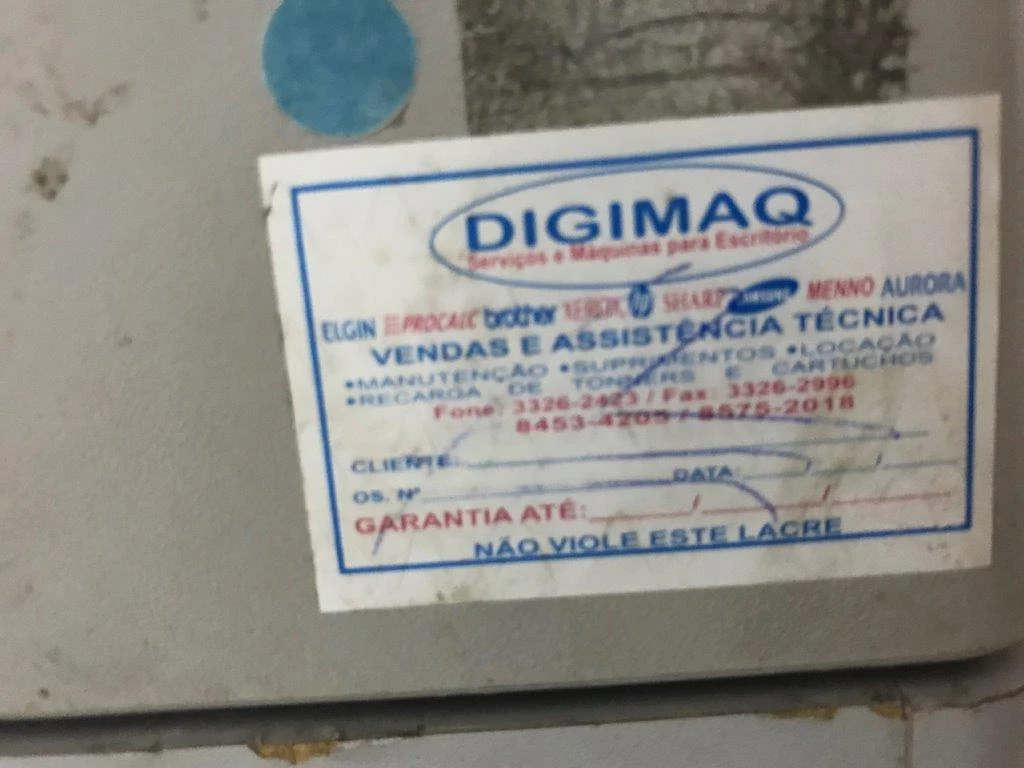 DIGIMAQ
Serviços e Máquinas para Escritório
ELGIN PROCALC brother XEROX hp SHARP SAMSUNG MENNO AURORA
VENDAS E ASSISTÊNCIA TÉCNICA
•MANUTENÇÃO •SUPRIMENTOS •LOCAÇÃO
•RECARGA DE TONNERS E CARTUCHOS
Fone: 3326-2423 / Fax: 3326-2996
8453-4205 / 8575-2018
CLIENTE:
OS. Nº DATA: / /
GARANTIA ATÉ: / /
NÃO VIOLE ESTE LACRE